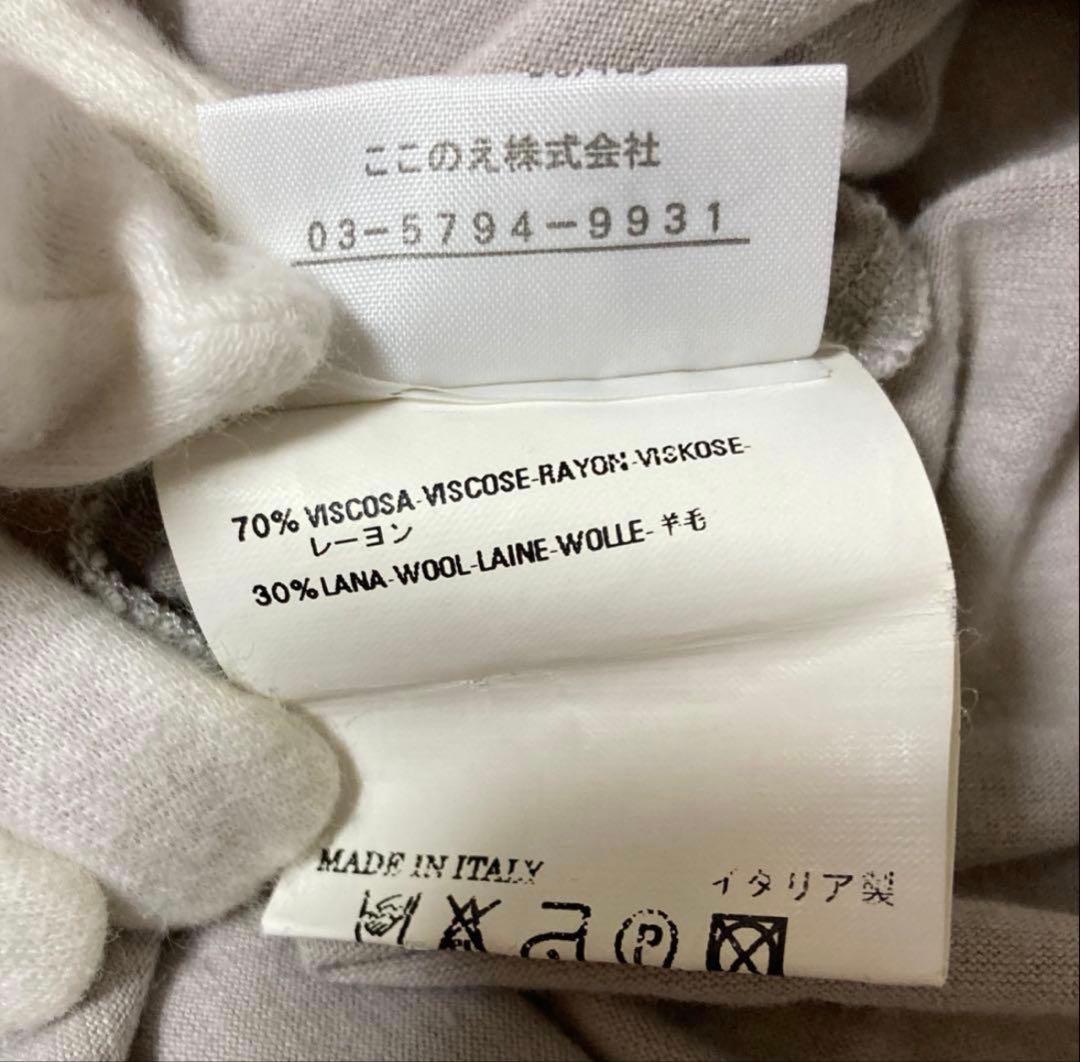 ここのえ株式会社
03-5794-9931
70% VISCOSA-VISCOSE-RAYON-VISKOSE-
レーヨン
30% LANA-WOOL-LAINE-WOLLE-羊毛
MADE IN ITALY イタリア製
P